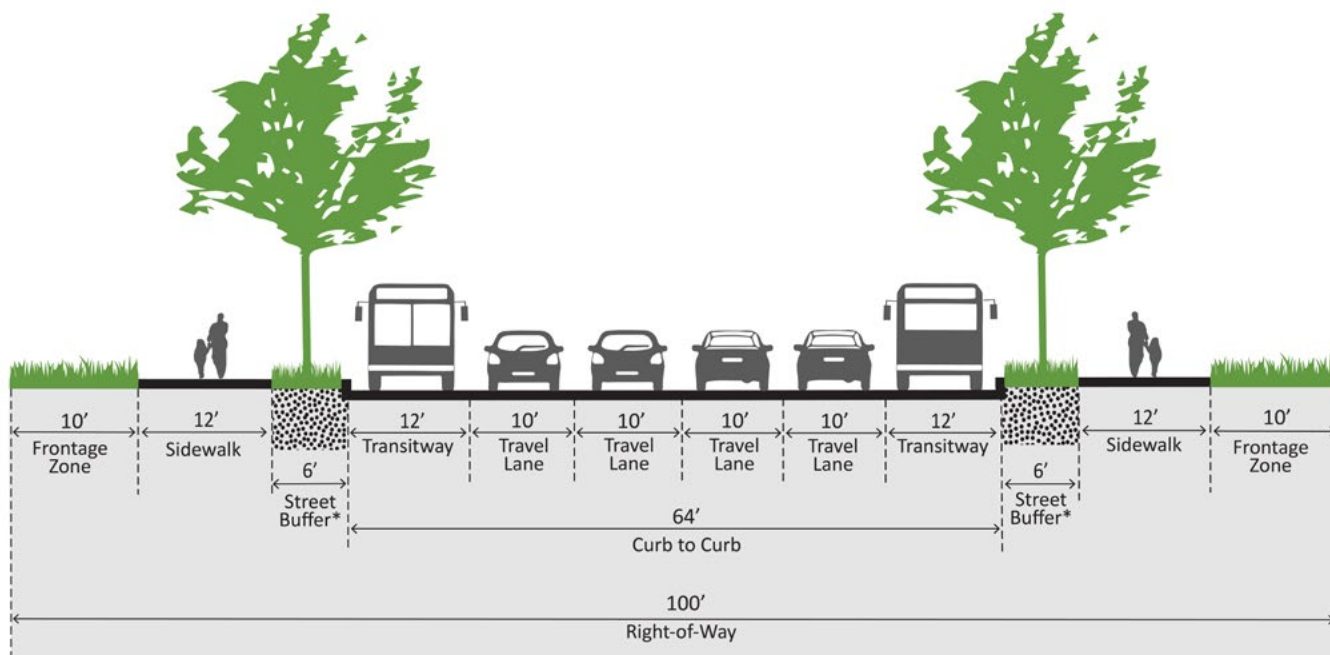 10’
Frontage
Zone
12’
Sidewalk
6’
Street
Buffer*
12’
Transitway
10’
Travel
Lane
10’
Travel
Lane
10’
Travel
Lane
10’
Travel
Lane
12’
Transitway
6’
Street
Buffer*
12’
Sidewalk
10’
Frontage
Zone
64’
Curb to Curb
100’
Right-of-Way